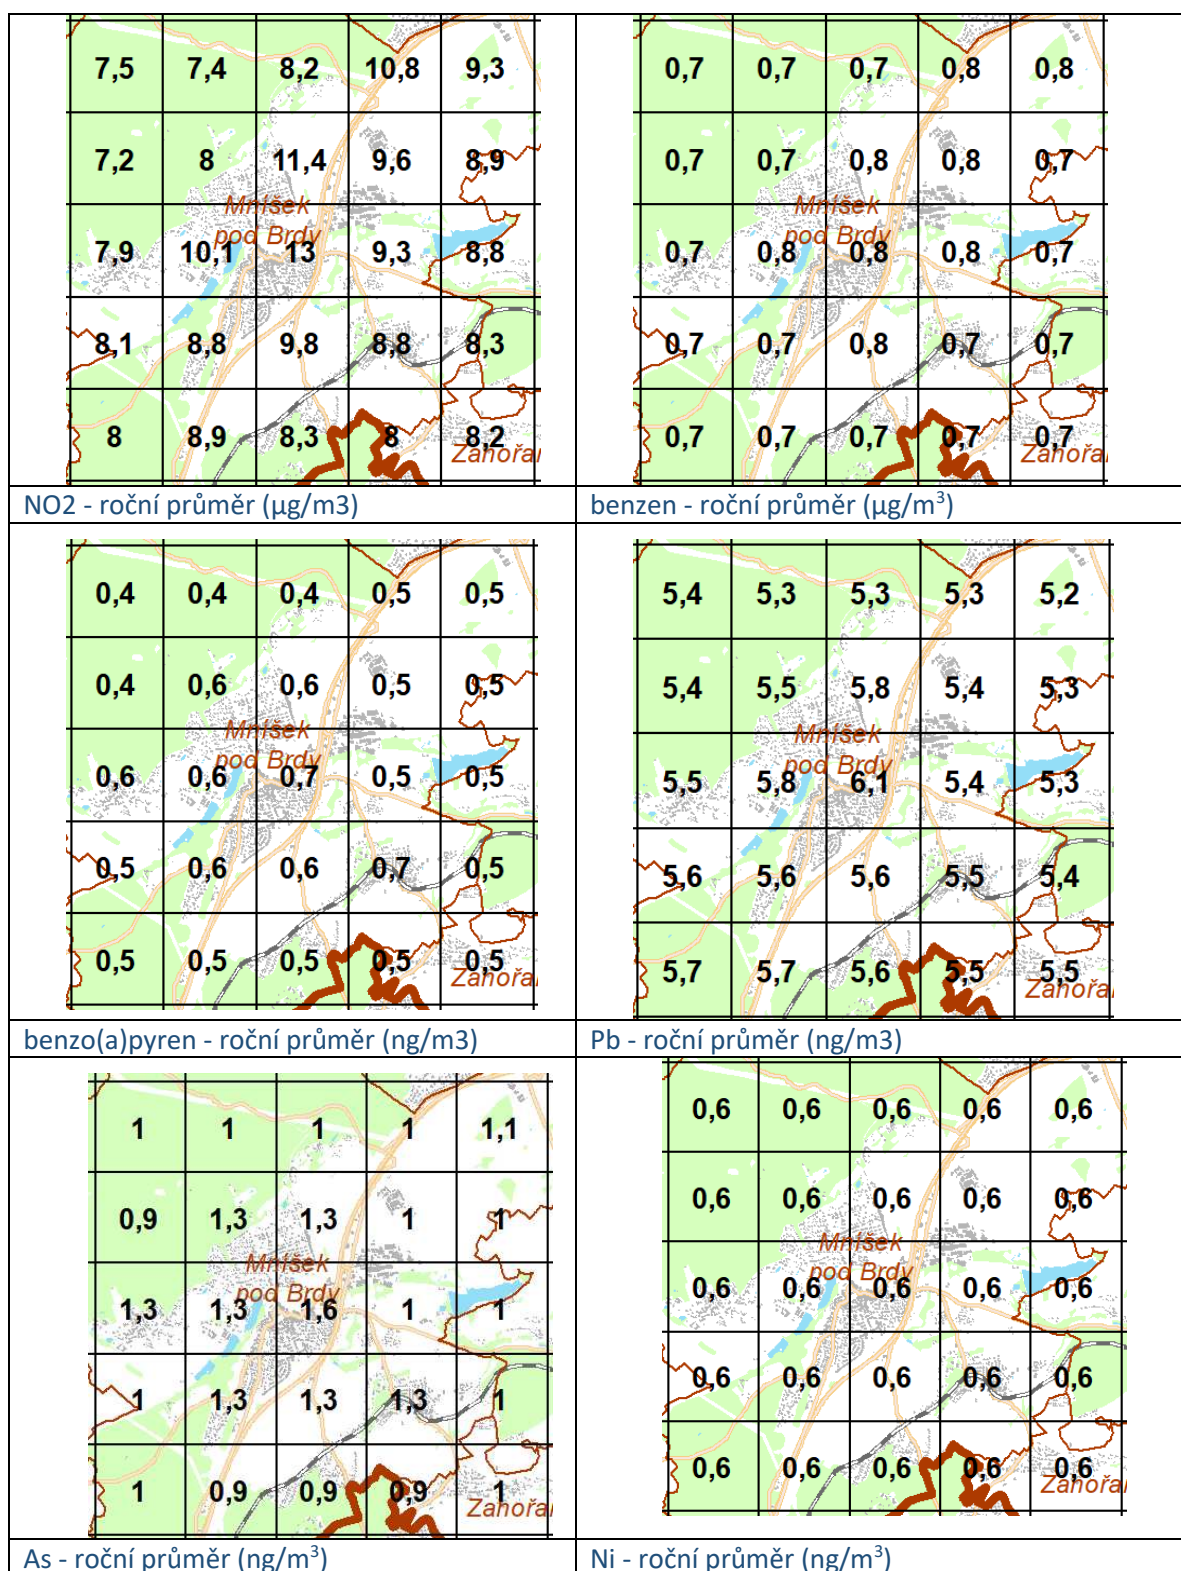 7,5 7,4 8,2 10,8 9,3
7,2 8 11,4 9,6 8,9
Mníšek
pod Brdy
7,9 10,1 13 9,3 8,8
8,1 8,8 9,8 8,8 8,3
8 8,9 8,3 8 8,2
Zahořa
NO2 - roční průměr (µg/m3)
0,7 0,7 0,7 0,8 0,8
0,7 0,7 0,8 0,8 0,7
Mníšek
pod Brdy
0,7 0,8 0,8 0,8 0,7
0,7 0,7 0,8 0,7 0,7
0,7 0,7 0,7 0,7 0,7
Zahořa
benzen - roční průměr (µg/m³)
0,4 0,4 0,4 0,5 0,5
0,4 0,6 0,6 0,5 0,5
Mníšek
pod Brdy
0,6 0,6 0,7 0,5 0,5
0,5 0,6 0,6 0,7 0,5
0,5 0,5 0,5 0,5 0,5
Zahořa
benzo(a)pyren - roční průměr (ng/m3)
5,4 5,3 5,3 5,3 5,2
5,4 5,5 5,8 5,4 5,3
Mníšek
pod Brdy
5,5 5,8 6,1 5,4 5,3
5,6 5,6 5,6 5,5 5,4
5,7 5,7 5,6 5,5 5,5
Zahořa
Pb - roční průměr (ng/m3)
1 1 1 1 1,1
0,9 1,3 1,3 1 1
Mníšek
pod Brdy
1,3 1,3 1,6 1 1
1 1,3 1,3 1,3 1
1 0,9 0,9 0,9 1
Zahořa
As - roční průměr (ng/m³)
0,6 0,6 0,6 0,6 0,6
0,6 0,6 0,6 0,6 0,6
Mníšek
pod Brdy
0,6 0,6 0,6 0,6 0,6
0,6 0,6 0,6 0,6 0,6
0,6 0,6 0,6 0,6 0,6
Zahořa
Ni - roční průměr (ng/m³)